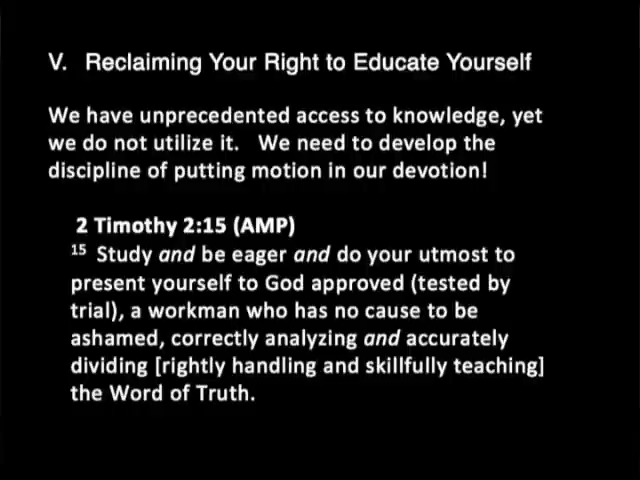 V. Reclaiming Your Right to Educate Yourself
We have unprecedented access to knowledge, yet
we do not utilize it. We need to develop the
discipline of putting motion in our devotion!
2 Timothy 2:15 (AMP)
15 Study and be eager and do your utmost to
present yourself to God approved (tested by
trial), a workman who has no cause to be
ashamed, correctly analyzing and accurately
dividing [rightly handling and skillfully teaching]
the Word of Truth.